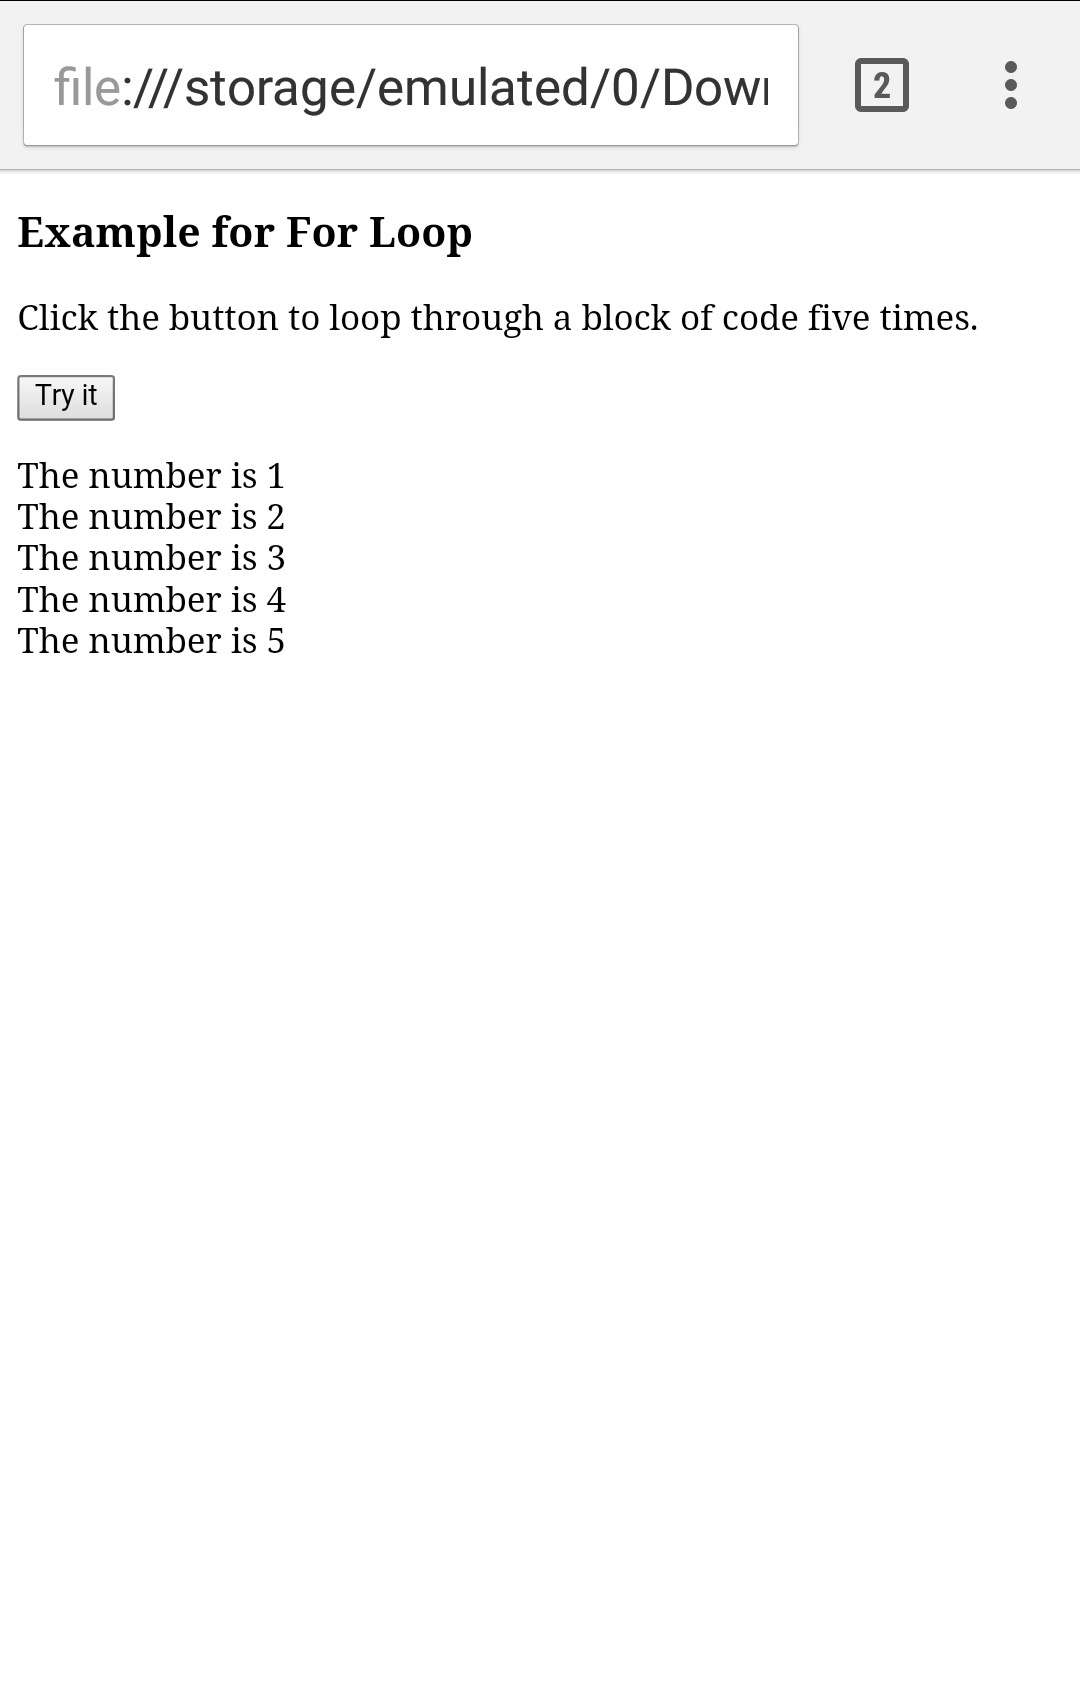 file:///storage/emulated/0/Dow
2
Example for For Loop
Click the button to loop through a block of code five times.
Try it
The number is 1
The number is 2
The number is 3
The number is 4
The number is 5